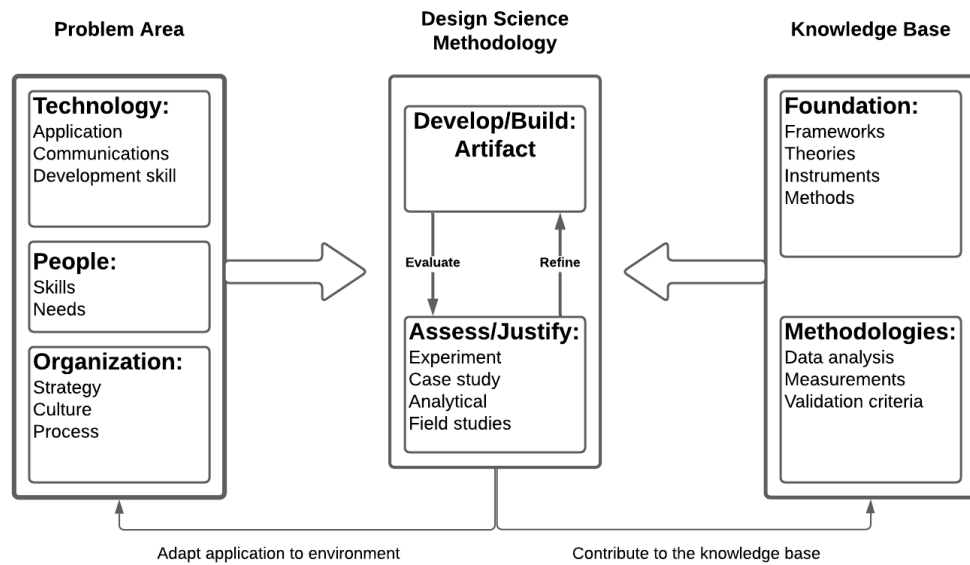 Problem Area
Design Science
Methodology
Knowledge Base
Technology:
Application
Communications
Development skill
People:
Skills
Needs
Organization:
Strategy
Culture
Process
Develop/Build:
Artifact
Evaluate
Refine
Assess/Justify:
Experiment
Case study
Analytical
Field studies
Foundation:
Frameworks
Theories
Instruments
Methods
Methodologies:
Data analysis
Measurements
Validation criteria
Adapt application to environment
Contribute to the knowledge base